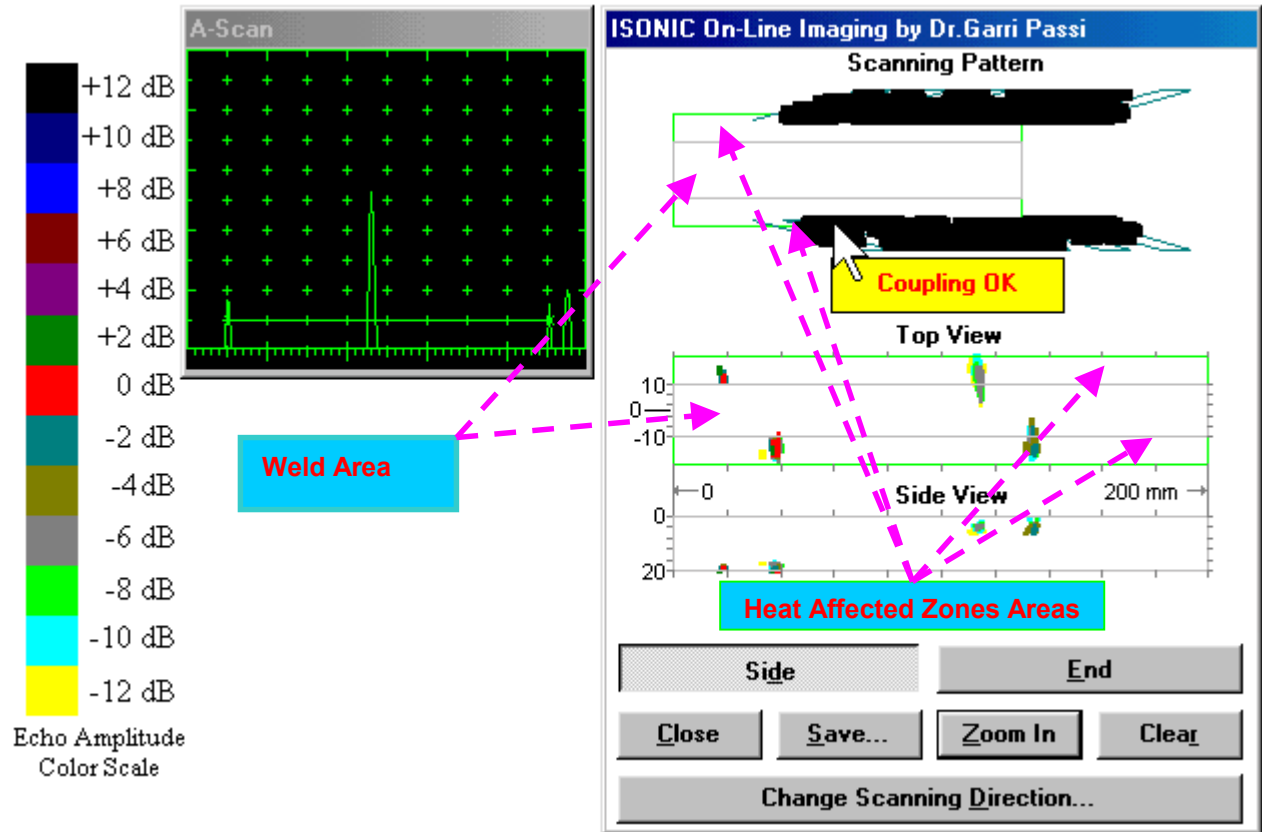 A-Scan
+12 dB
+10 dB
+8 dB
+6 dB
+4 dB
+2 dB
0 dB
-2 dB
-4dB
-6 dB
-8 dB
-10 dB
-12 dB
Echo Amplitude
Color Scale
Weld Area
ISONIC On-Line Imaging by Dr.Garri Passi
Scanning Pattern
Coupling OK
Top View
10
0
-10
0
Side View
200 mm
0
20
Heat Affected Zones Areas
Side
End
Close
Save...
Zoom In
Clear
Change Scanning Direction...